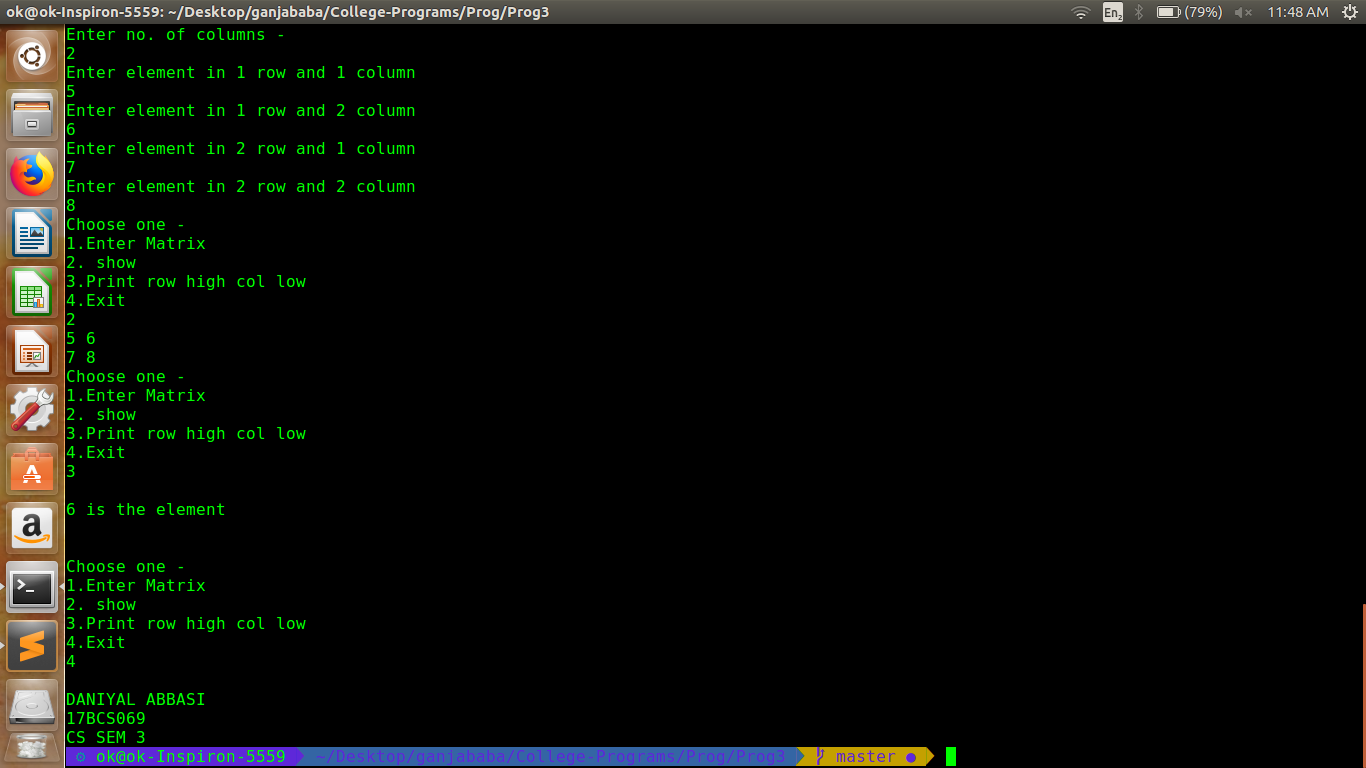 ok@ok-Inspiron-5559: ~/Desktop/ganjababa/College-Programs/Prog/Prog3
En2 (79%) 11:48 AM
Enter no. of columns -
2
Enter element in 1 row and 1 column
5
Enter element in 1 row and 2 column
6
Enter element in 2 row and 1 column
7
Enter element in 2 row and 2 column
8
Choose one -
1.Enter Matrix
2. show
3.Print row high col low
4.Exit
2
5 6
7 8
Choose one -
1.Enter Matrix
2. show
3.Print row high col low
4.Exit
3
6 is the element
Choose one -
1.Enter Matrix
2. show
3.Print row high col low
4.Exit
4
DANIYAL ABBASI
17BCS069
CS SEM 3
ok@ok-Inspiron-5559 ~/Desktop/ganjababa/College-Programs/Prog/Prog3 master ●